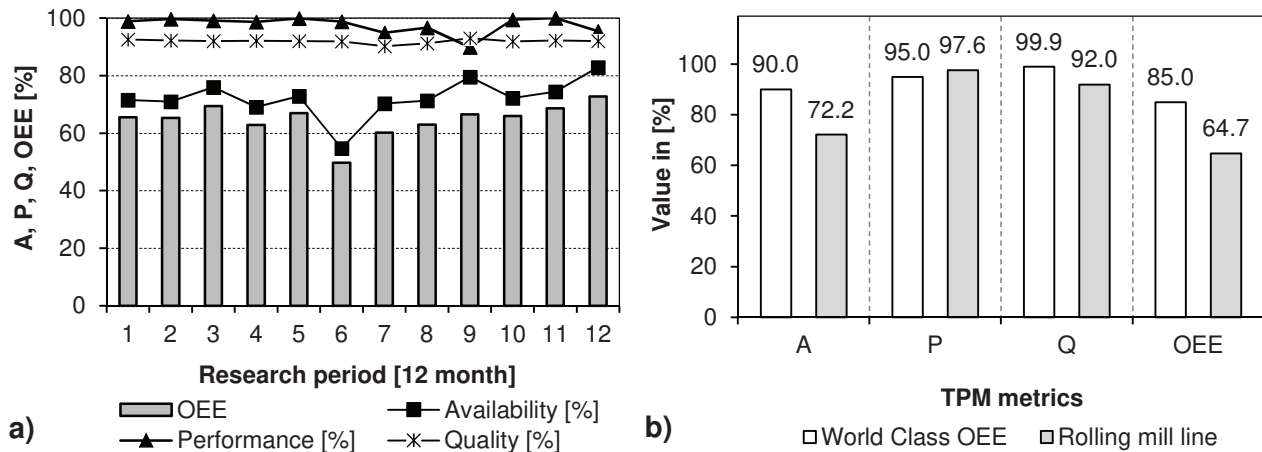 A, P, Q, OEE [%]
100
80
60
40
20
0
1 2 3 4 5 6 7 8 9 10 11 12
Research period [12 month]
a)
OEE Availability [%]
Performance [%] Quality [%]
Value in [%]
100
80
60
40
20
0
90.0 72.2 95.0 97.6 99.9 92.0 85.0 64.7
A P Q OEE
TPM metrics
b)
World Class OEE Rolling mill line